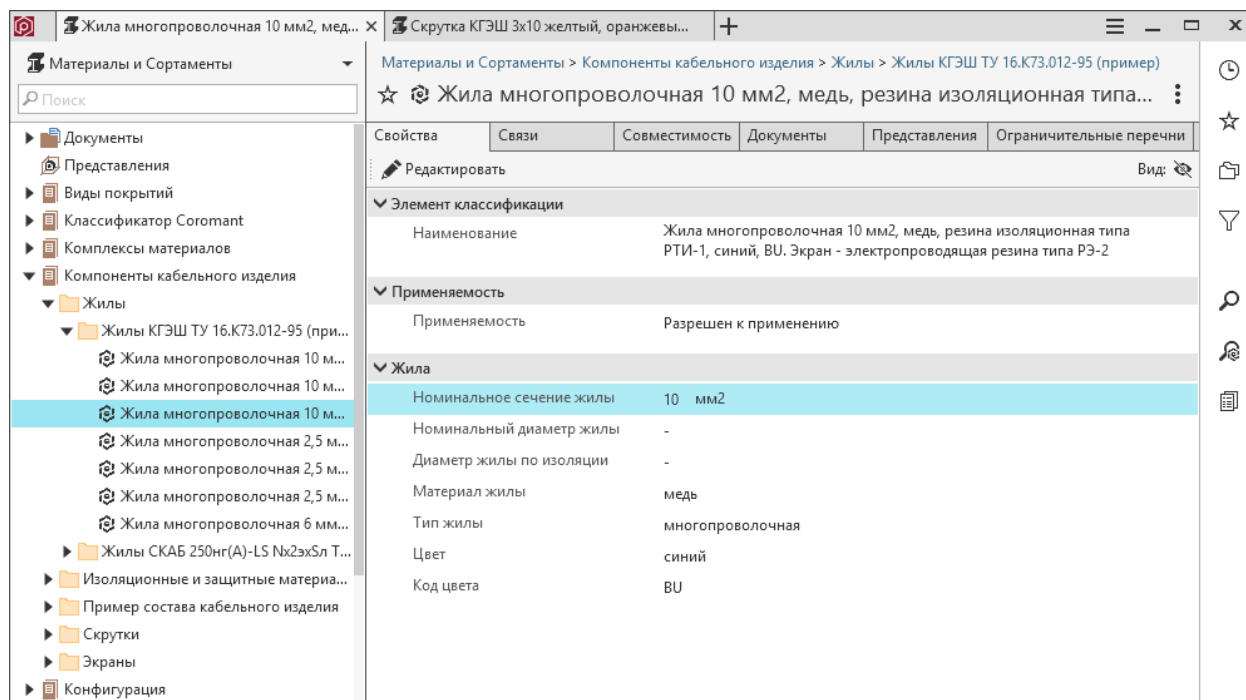 Жила многопроволочная 10 мм2, мед...
Скрутка КГЭШ 3х10 желтый, оранжевы...
Материалы и Сортаменты
Поиск
Документы
Представления
Виды покрытий
Классификатор Coromant
Комплексы материалов
Компоненты кабельного изделия
Жилы
Жилы КГЭШ ТУ 16.К73.012-95 (при...
Жила многопроволочная 10 м...
Жила многопроволочная 10 м...
Жила многопроволочная 10 м...
Жила многопроволочная 2,5 м...
Жила многопроволочная 2,5 м...
Жила многопроволочная 2,5 м...
Жила многопроволочная 6 мм...
Жилы СКАБ 250нг(А)-LS Nх2эхSл Т...
Изоляционные и защитные материа...
Пример состава кабельного изделия
Скрутки
Экраны
Конфигурация
Материалы и Сортаменты > Компоненты кабельного изделия > Жилы > Жилы КГЭШ ТУ 16.К73.012-95 (пример)
Жила многопроволочная 10 мм2, медь, резина изоляционная типа...
Свойства Связи Совместимость Документы Представления Ограничительные перечни
Редактировать Вид:
Элемент классификации
Наименование Жила многопроволочная 10 мм2, медь, резина изоляционная типа
РТИ-1, синий, BU. Экран - электропроводящая резина типа РЭ-2
Применяемость
Применяемость Разрешен к применению
Жила
Номинальное сечение жилы 10 мм2
Номинальный диаметр жилы -
Диаметр жилы по изоляции -
Материал жилы медь
Тип жилы многопроволочная
Цвет синий
Код цвета BU